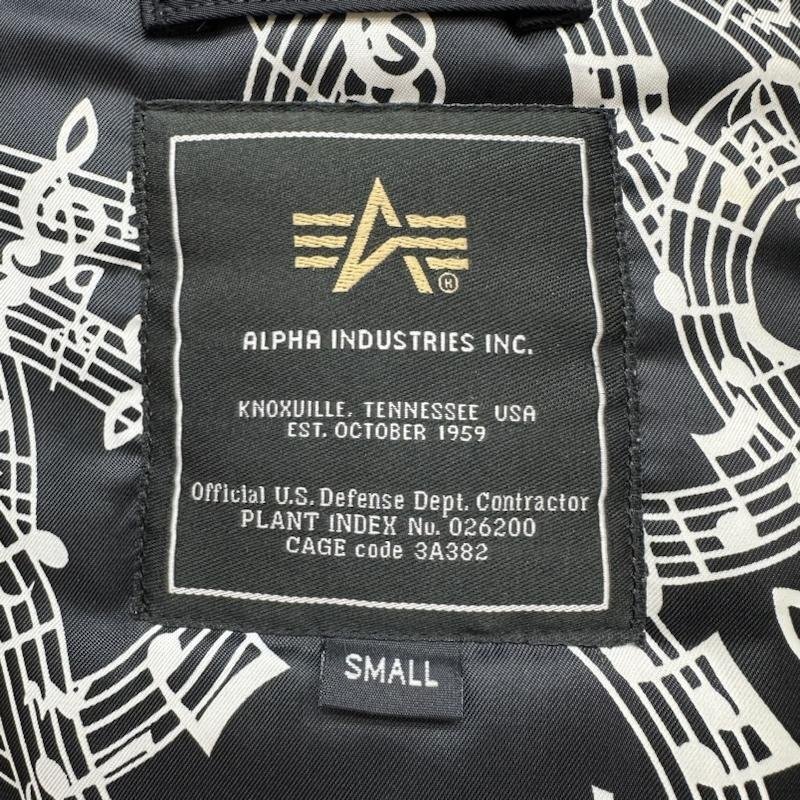 ®
ALPHA INDUSTRIES INC.
KNOXUILLE, TENNESSEE USA
EST. OCTOBER 1959
Official U.S. Defense Dept. Contractor
PLANT INDEX No. 026200
CAGE code 3A382
SMALL